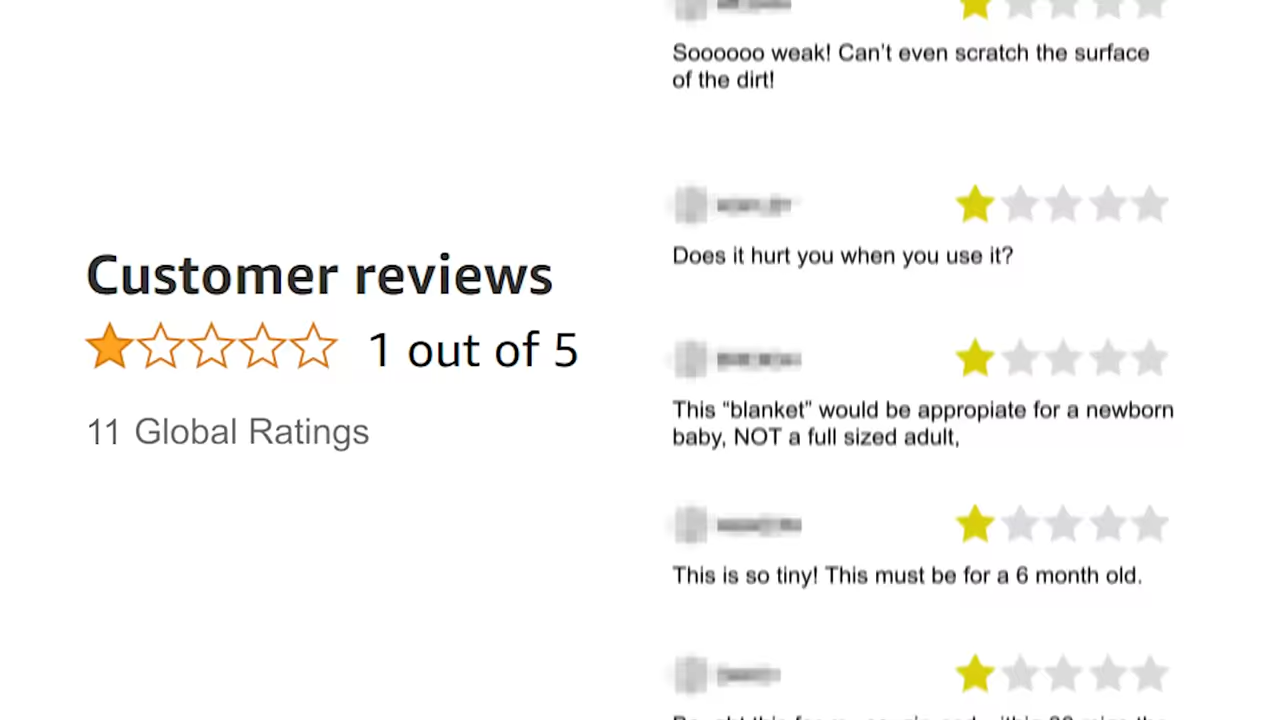 Customer reviews
1 out of 5
11 Global Ratings
Soooooo weak! Can't even scratch the surface
of the dirt!
Does it hurt you when you use it?
This “blanket” would be appropiate for a newborn
baby, NOT a full sized adult,
This is so tiny! This must be for a 6 month old.